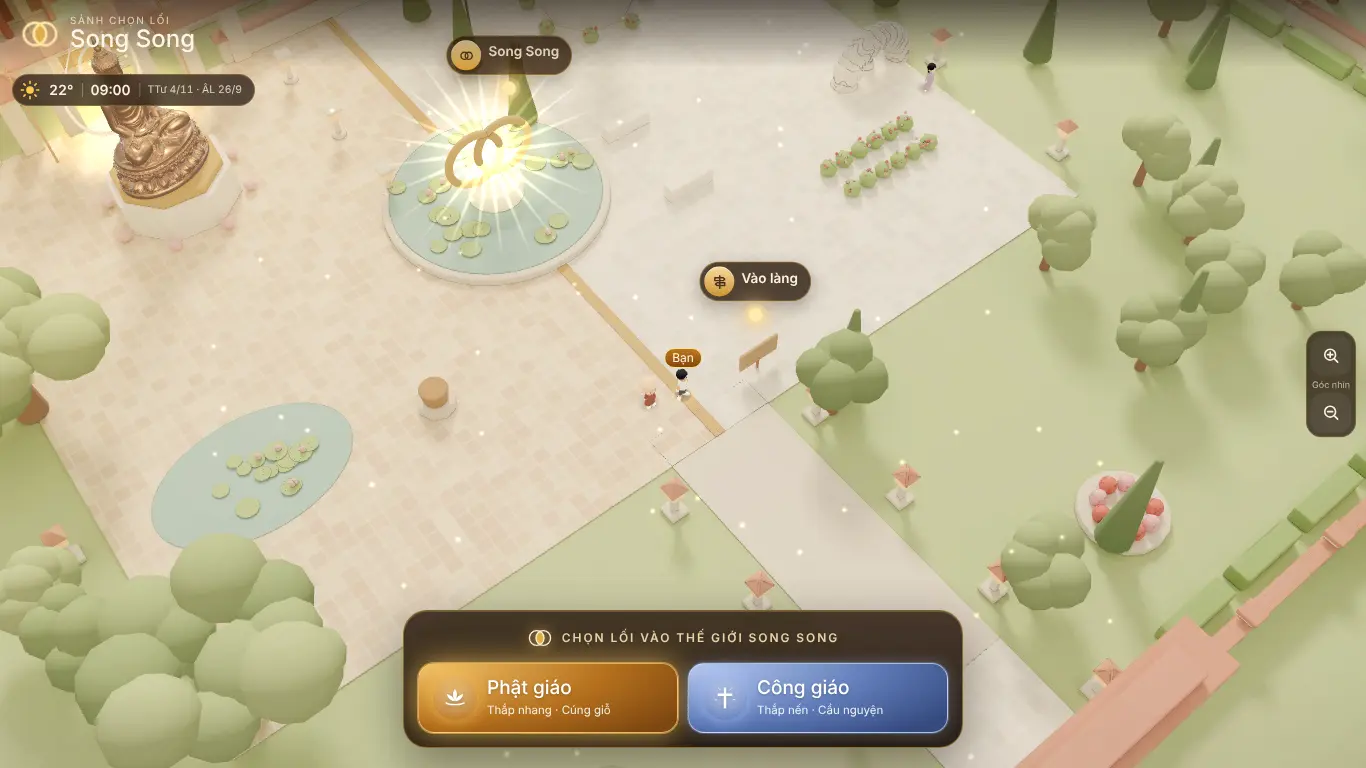 SẢNH CHỌN LỐI
Song Song
22° 09:00 TTư 4/11 · ÂL 26/9
Song Song
Vào làng
Bạn
Góc nhìn
CHỌN LỐI VÀO THẾ GIỚI SONG SONG
Phật giáo
Thắp nhang · Cúng giỗ
Công giáo
Thắp nến · Cầu nguyện